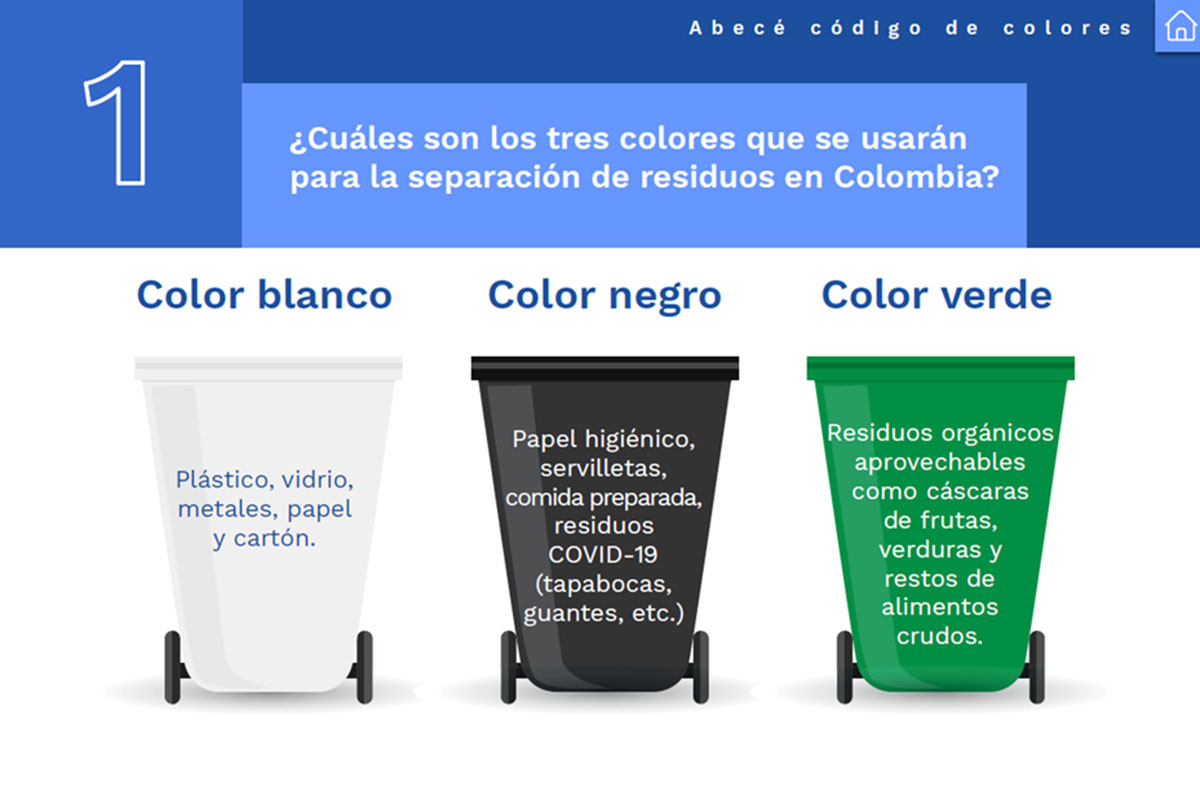 Abecé código de colores
1
¿Cuáles son los tres colores que se usarán
para la separación de residuos en Colombia?
Color blanco
Plástico, vidrio,
metales, papel
y cartón.
Color negro
Papel higiénico,
servilletas,
comida preparada,
residuos
COVID-19
(tapabocas,
guantes, etc.)
Color verde
Residuos orgánicos
aprovechables
como cáscaras
de frutas,
verduras y
restos de
alimentos
crudos.